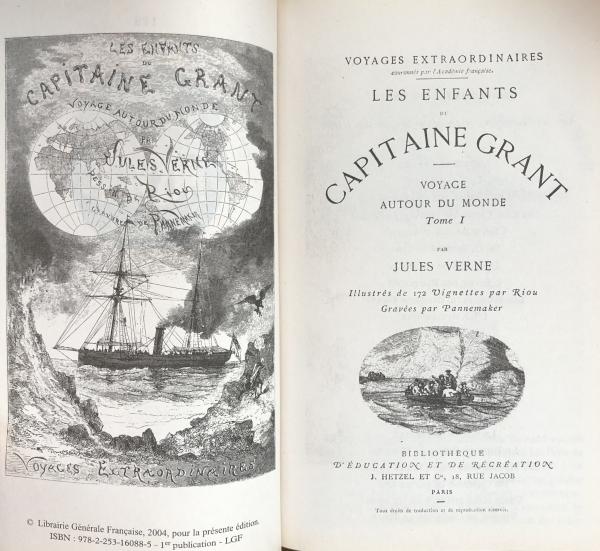 LES ENFANTS
DU
CAPITAINE GRANT
VOYAGE AUTOUR DU MONDE
PAR
JULES VERNE
DESSINS DE RIOU
GRAVURES DE PANNEMAKER
VOYAGES EXTRAORDINAIRES
© Librairie Générale Française, 2004, pour la présente édition.
ISBN : 978-2-253-16088-5 - 1re publication - LGF
VOYAGES EXTRAORDINAIRES
couronnés par l'Académie française.
LES ENFANTS
DU
CAPITAINE GRANT
VOYAGE
AUTOUR DU MONDE
Tome I
PAR
JULES VERNE
Illustrés de 172 Vignettes par Riou
Gravées par Pannemaker
BIBLIOTHÈQUE
D'ÉDUCATION ET DE RÉCRÉATION
J. HETZEL ET Cie, 18, RUE JACOB
PARIS
Tous droits de traduction et de reproduction réservés.